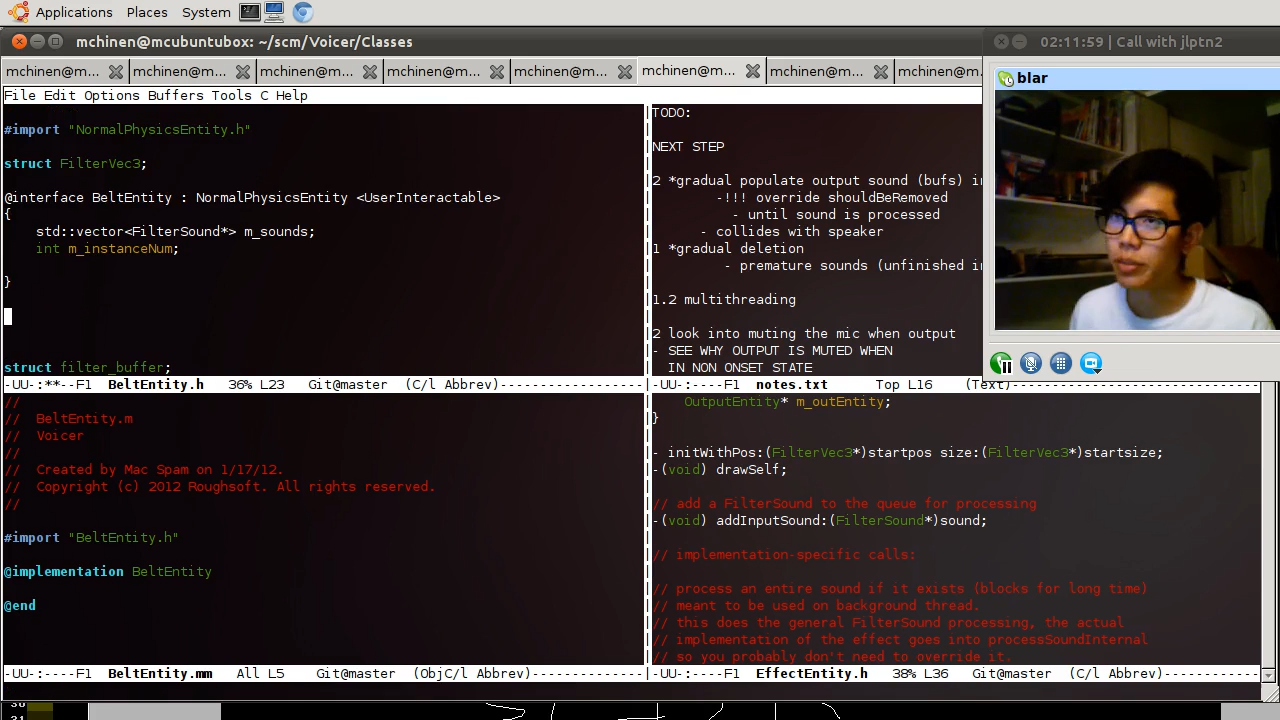 Applications Places System
mchinen@mcubuntubox: ~/scm/Voicer/Classes
mchinen@m... mchinen@m... mchinen@m... mchinen@m... mchinen@m... mchinen@m... mchinen@m... mchinen@m.
File Edit Options Buffers Tools C Help
#import "NormalPhysicsEntity.h"
struct FilterVec3;
@interface BeltEntity : NormalPhysicsEntity <UserInteractable>
{
std::vector<FilterSound*> m_sounds;
int m_instanceNum;
}
struct filter_buffer;
-UU-:**--F1 BeltEntity.h 36% L23 Git@master (C/l Abbrev)------------------
//
// BeltEntity.m
// Voicer
//
// Created by Mac Spam on 1/17/12.
// Copyright (c) 2012 Roughsoft. All rights reserved.
//
#import "BeltEntity.h"
@implementation BeltEntity
@end
-UU-:----F1 BeltEntity.mm All L5 Git@master (ObjC/l Abbrev)--------------
TODO:
NEXT STEP
2 *gradual populate output sound (bufs) i
-!!! override shouldBeRemoved
- until sound is processed
- collides with speaker
1 *gradual deletion
- premature sounds (unfinished i
1.2 multithreading
2 look into muting the mic when output
- SEE WHY OUTPUT IS MUTED WHEN
IN NON ONSET STATE
-UU-:----F1 notes.txt Top L16 (Text)-------------------------------
OutputEntity* m_outEntity;
}
- initWithPos:(FilterVec3*)startpos size:(FilterVec3*)startsize;
-(void) drawSelf;
// add a FilterSound to the queue for processing
-(void) addInputSound:(FilterSound*)sound;
// implementation-specific calls:
// process an entire sound if it exists (blocks for long time)
// meant to be used on background thread.
// this does the general FilterSound processing, the actual
// implementation of the effect goes into processSoundInternal
// so you probably don't need to override it.
-UU-:----F1 EffectEntity.h 38% L36 Git@master (C/l Abbrev)------------
02:11:59 | Call with jlptn2
blar